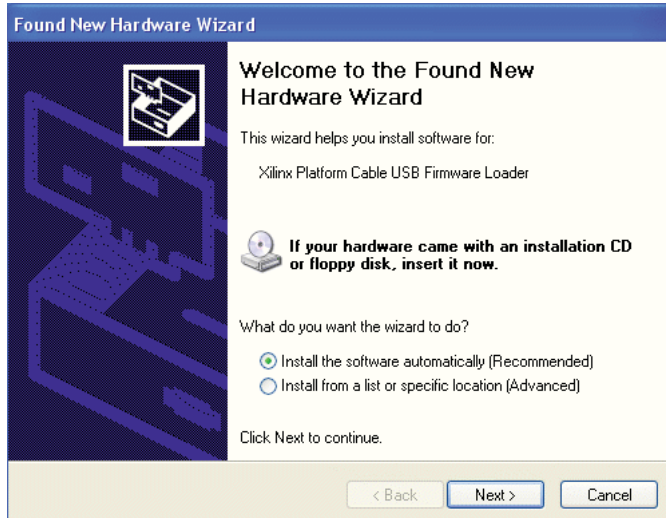 Found New Hardware Wizard
Welcome to the Found New
Hardware Wizard
This wizard helps you install software for:
Xilinx Platform Cable USB Firmware Loader
If your hardware came with an installation CD
or floppy disk, insert it now.
What do you want the wizard to do?
Install the software automatically (Recommended)
Install from a list or specific location (Advanced)
Click Next to continue.
< Back Next > Cancel